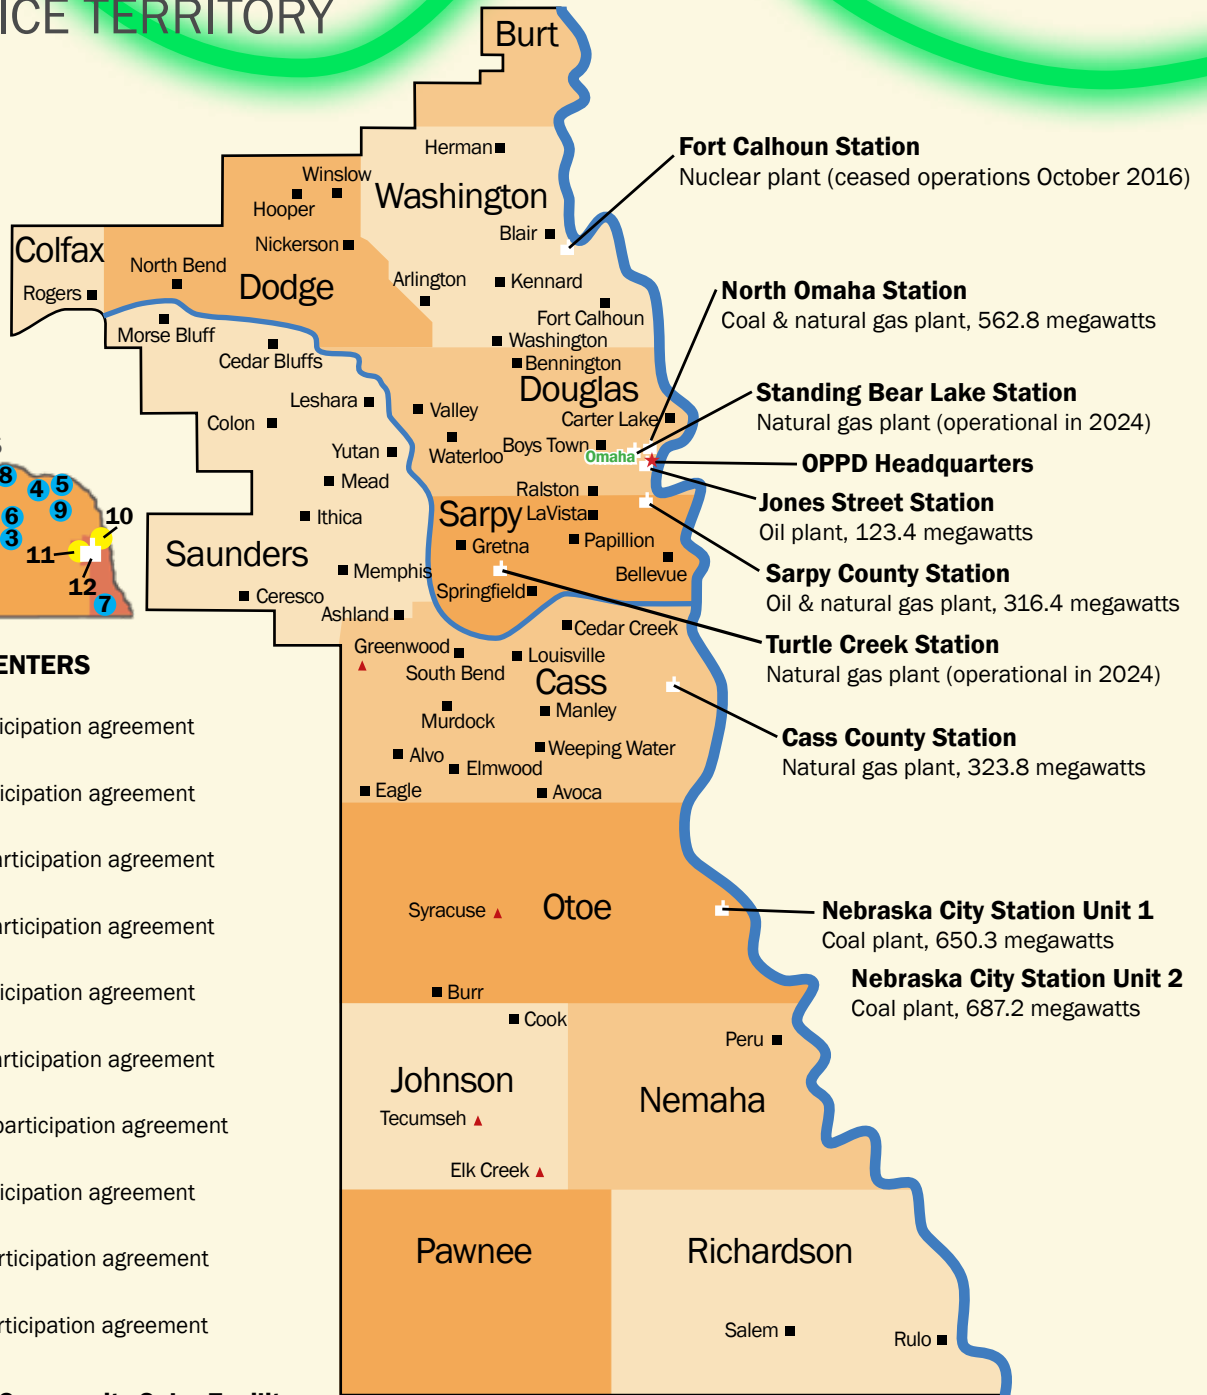 ICE TERRITORY
Burt
Herman
Washington
Winslow
Hooper
Nickerson
Blair
Colfax
North Bend
Dodge
Rogers
Arlington
Kennard
Morse Bluff
Fort Calhoun
Washington
Cedar Bluffs
Bennington
Douglas
Leshara
Valley
Carter Lake
Colon
Boys Town
Yutan
Waterloo
Omaha
Mead
Ralston
Ithica
Sarpy
LaVista
Saunders
Gretna
Papillion
Memphis
Bellevue
Ceresco
Springfield
Ashland
Cedar Creek
Greenwood
Louisville
South Bend
Cass
Murdock
Manley
Alvo
Weeping Water
Elmwood
Eagle
Avoca
Syracuse
Otoe
Burr
Cook
Peru
Johnson
Nemaha
Tecumseh
Elk Creek
Pawnee
Richardson
Salem
Rulo
Fort Calhoun Station
Nuclear plant (ceased operations October 2016)
North Omaha Station
Coal & natural gas plant, 562.8 megawatts
Standing Bear Lake Station
Natural gas plant (operational in 2024)
OPPD Headquarters
Jones Street Station
Oil plant, 123.4 megawatts
Sarpy County Station
Oil & natural gas plant, 316.4 megawatts
Turtle Creek Station
Natural gas plant (operational in 2024)
Cass County Station
Natural gas plant, 323.8 megawatts
Nebraska City Station Unit 1
Coal plant, 650.3 megawatts
Nebraska City Station Unit 2
Coal plant, 687.2 megawatts
8
4
5
6
9
3
10
11
12
7
ENTERS
icipation agreement
icipation agreement
articipation agreement
articipation agreement
icipation agreement
articipation agreement
participation agreement
icipation agreement
rticipation agreement
rticipation agreement